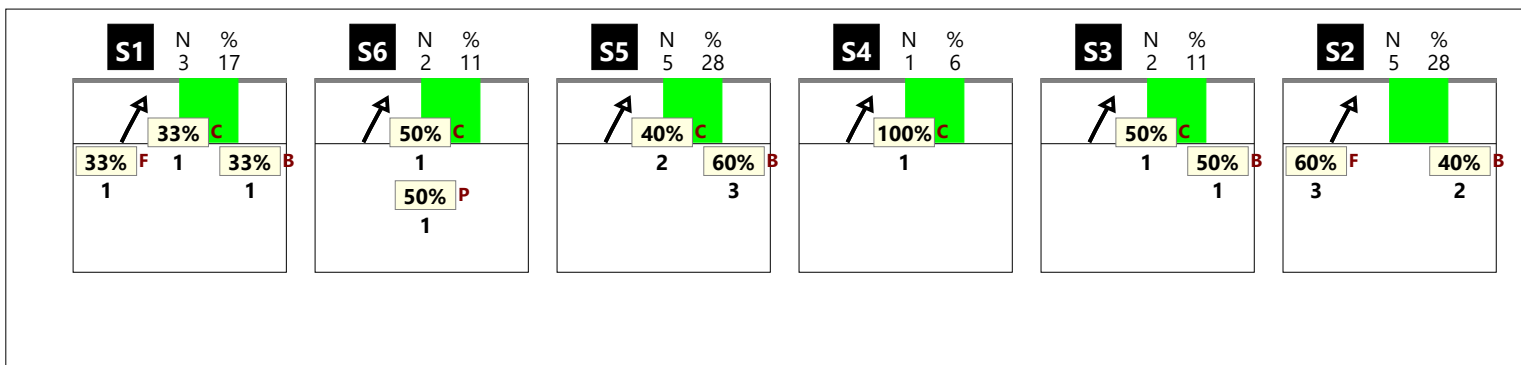 S1 N % S6 N % S5 N % S4 N % S3 N % S2 N %
3 17 2 11 5 28 1 6 2 11 5 28
33% C 50% C 40% C 100% C 50% C
33% F 1 33% B 1 2 60% B 1 1 50% B 60% F 40% B
1 1 3 1 3 2
50% P
1